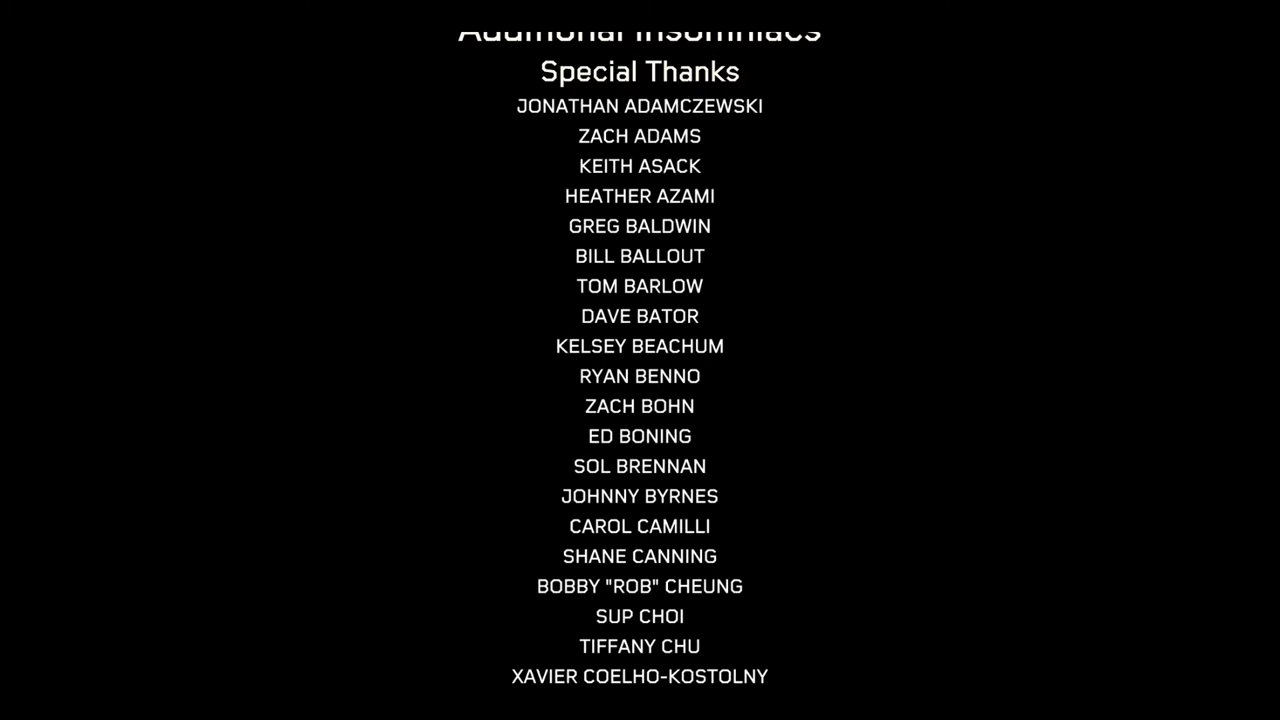 Additional Insomniacs
Special Thanks
JONATHAN ADAMCZEWSKI
ZACH ADAMS
KEITH ASACK
HEATHER AZAMI
GREG BALDWIN
BILL BALLOUT
TOM BARLOW
DAVE BATOR
KELSEY BEACHUM
RYAN BENNO
ZACH BOHN
ED BONING
SOL BRENNAN
JOHNNY BYRNES
CAROL CAMILLI
SHANE CANNING
BOBBY "ROB" CHEUNG
SUP CHOI
TIFFANY CHU
XAVIER COELHO-KOSTOLNY